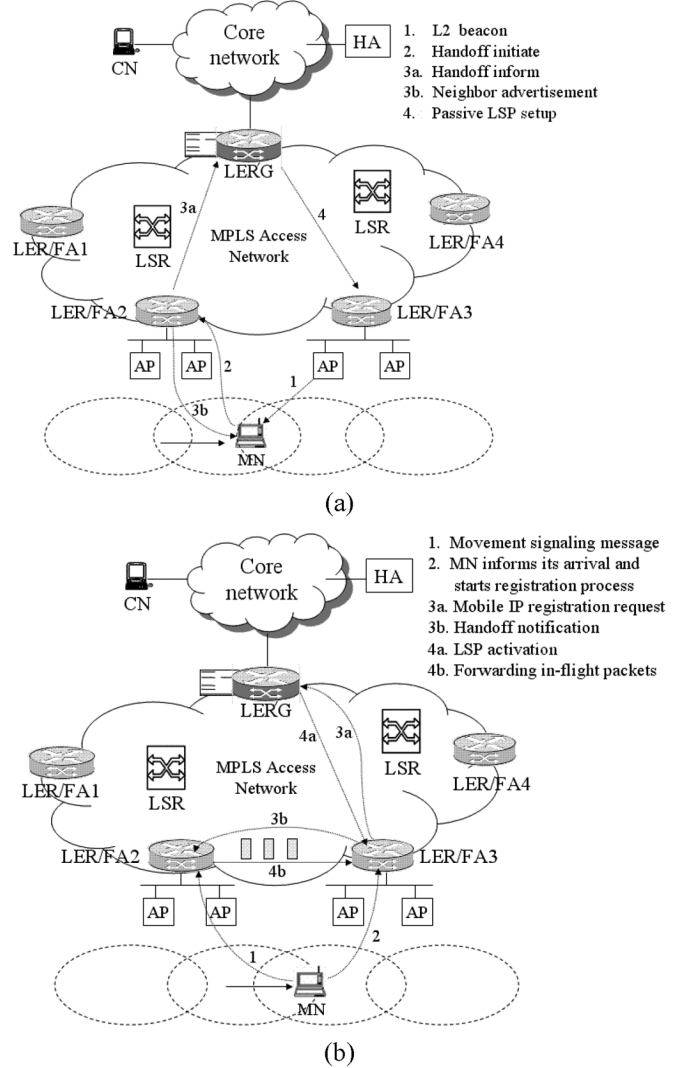 Core
network
CN
HA
1. L2 beacon
2. Handoff initiate
3a. Handoff inform
3b. Neighbor advertisement
4. Passive LSP setup
LERG
3a
4
LER/FA1
LSR
MPLS Access
Network
LSR
LER/FA4
LER/FA2
LER/FA3
AP
AP
2
1
AP
AP
3b
MN
(a)
Core
network
CN
HA
1. Movement signaling message
2. MN informs its arrival and
starts registration process
3a. Mobile IP registration request
3b. Handoff notification
4a. LSP activation
4b. Forwarding in-flight packets
LERG
4a
3a
LER/FA1
LSR
MPLS Access
Network
LSR
LER/FA4
3b
LER/FA2
4b
LER/FA3
AP
AP
AP
AP
1
2
MN
(b)